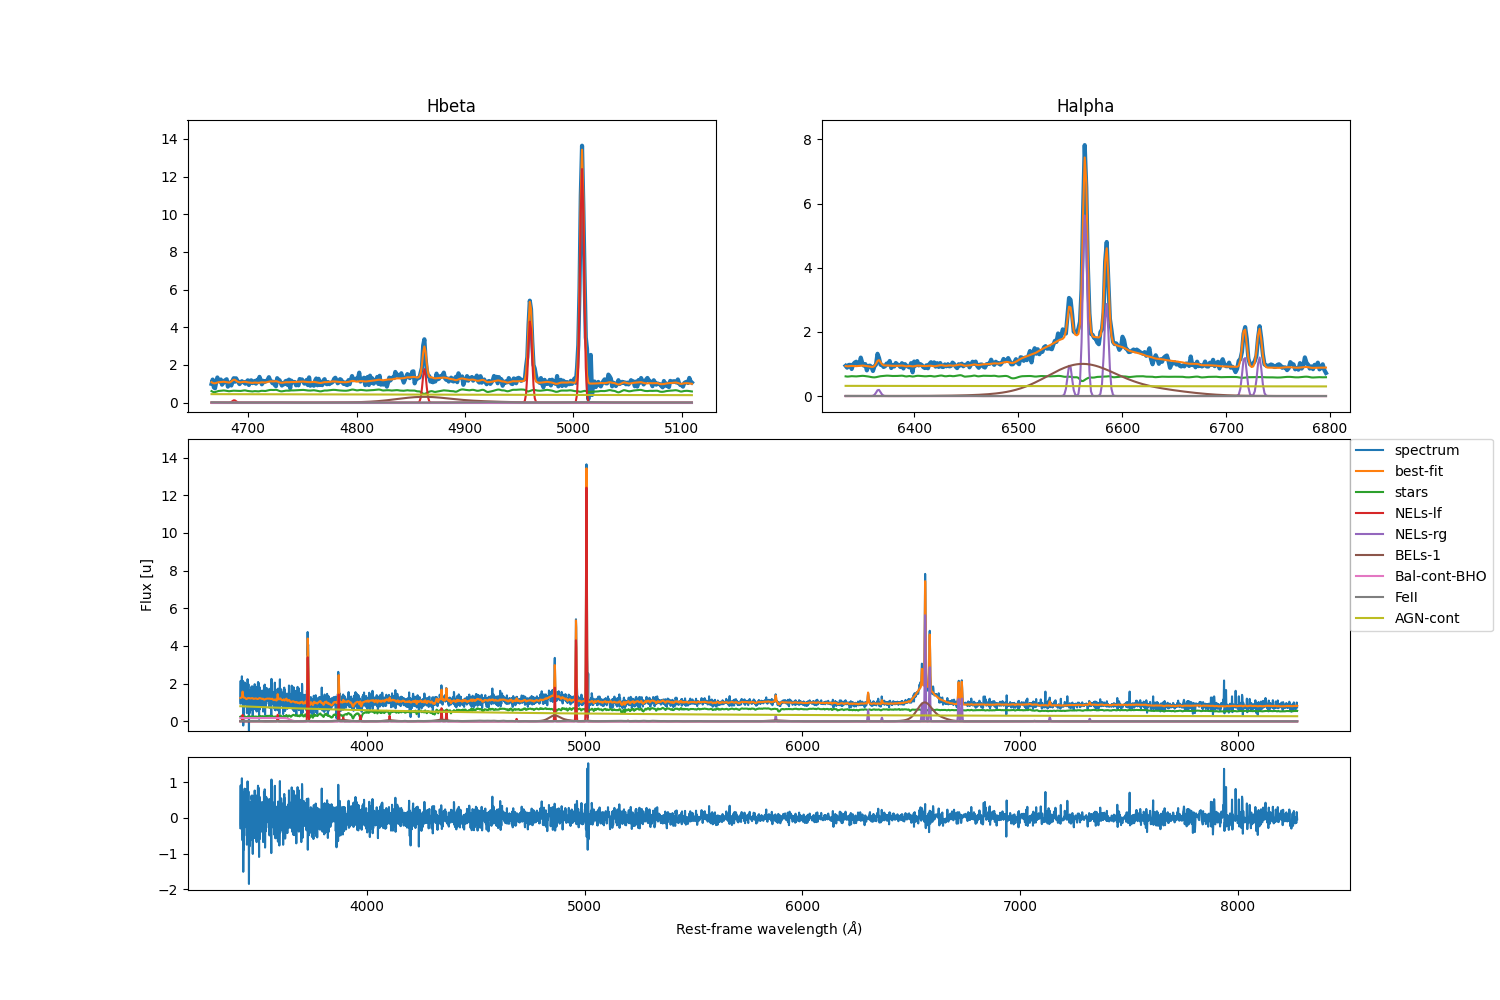 Hbeta
Halpha
14
12
10
8
6
4
2
0
4700 4800 4900 5000 5100
8
6
4
2
0
6400 6500 6600 6700 6800
Flux [u]
14
12
10
8
6
4
2
0
4000 5000 6000 7000 8000
spectrum
best-fit
stars
NELs-lf
NELs-rg
BELs-1
Bal-cont-BHO
FeII
AGN-cont
1
0
−1
−2
4000 5000 6000 7000 8000
Rest-frame wavelength (Å)